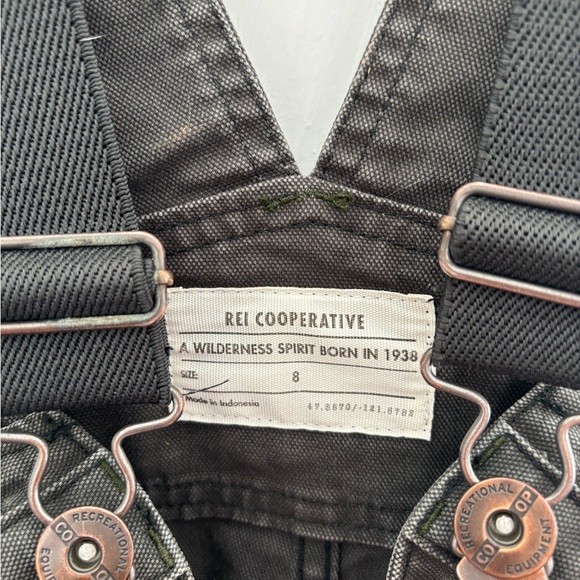 REI COOPERATIVE
A WILDERNESS SPIRIT BORN IN 1938
SIZE: 8
Made in Indonesia 47.8670/-121.8782
RECREATIONAL EQUIPMENT CO OP
RECREATIONAL EQUIPMENT CO OP